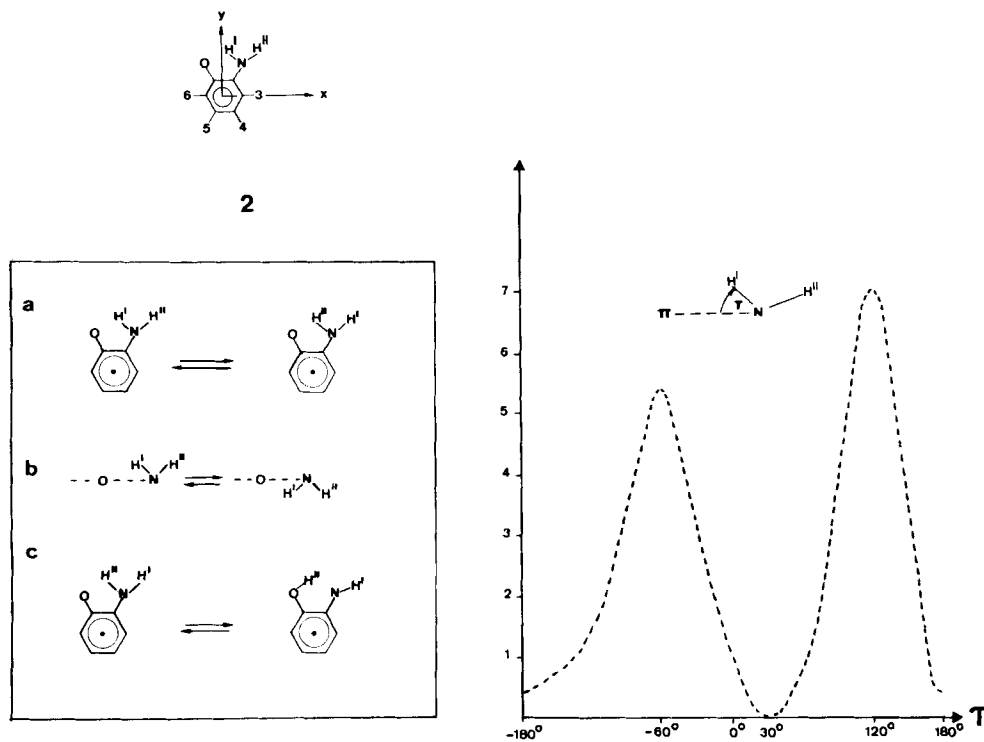 2
y
H^I H^II
O N
6 3 x
5 4
2
a
H^I H^II
O N
H^II H^I
O N
b
H^I H^II
--- O ---- N
--- O ---- N
H^I H^II
c
H^II H^I
O N
H^II
O N H^I
7
6
5
4
3
2
1
H^I
H^II
π τ N
-180° -60° 0° 30° 120° 180° τ